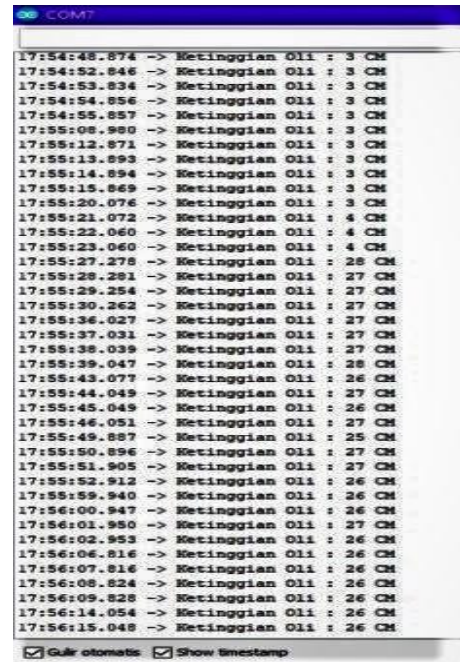 COM7
17:54:48.874 -> Ketinggian Oli : 3 CM
17:54:52.846 -> Ketinggian Oli : 3 CM
17:54:53.834 -> Ketinggian Oli : 3 CM
17:54:54.856 -> Ketinggian Oli : 3 CM
17:54:55.857 -> Ketinggian Oli : 3 CM
17:55:08.980 -> Ketinggian Oli : 3 CM
17:55:12.871 -> Ketinggian Oli : 3 CM
17:55:13.893 -> Ketinggian Oli : 3 CM
17:55:14.894 -> Ketinggian Oli : 3 CM
17:55:15.869 -> Ketinggian Oli : 3 CM
17:55:20.076 -> Ketinggian Oli : 3 CM
17:55:21.072 -> Ketinggian Oli : 4 CM
17:55:22.060 -> Ketinggian Oli : 4 CM
17:55:23.060 -> Ketinggian Oli : 4 CM
17:55:27.278 -> Ketinggian Oli : 28 CM
17:55:28.281 -> Ketinggian Oli : 27 CM
17:55:29.254 -> Ketinggian Oli : 27 CM
17:55:30.262 -> Ketinggian Oli : 27 CM
17:55:36.027 -> Ketinggian Oli : 27 CM
17:55:37.031 -> Ketinggian Oli : 27 CM
17:55:38.039 -> Ketinggian Oli : 27 CM
17:55:39.047 -> Ketinggian Oli : 28 CM
17:55:43.077 -> Ketinggian Oli : 26 CM
17:55:44.049 -> Ketinggian Oli : 27 CM
17:55:45.049 -> Ketinggian Oli : 26 CM
17:55:46.051 -> Ketinggian Oli : 27 CM
17:55:49.887 -> Ketinggian Oli : 25 CM
17:55:50.896 -> Ketinggian Oli : 27 CM
17:55:51.905 -> Ketinggian Oli : 27 CM
17:55:52.912 -> Ketinggian Oli : 26 CM
17:55:59.940 -> Ketinggian Oli : 26 CM
17:56:00.947 -> Ketinggian Oli : 26 CM
17:56:01.950 -> Ketinggian Oli : 27 CM
17:56:02.953 -> Ketinggian Oli : 26 CM
17:56:06.816 -> Ketinggian Oli : 26 CM
17:56:07.816 -> Ketinggian Oli : 26 CM
17:56:08.824 -> Ketinggian Oli : 26 CM
17:56:09.828 -> Ketinggian Oli : 26 CM
17:56:14.054 -> Ketinggian Oli : 26 CM
17:56:15.048 -> Ketinggian Oli : 26 CM
Gulir otomatis Show timestamp